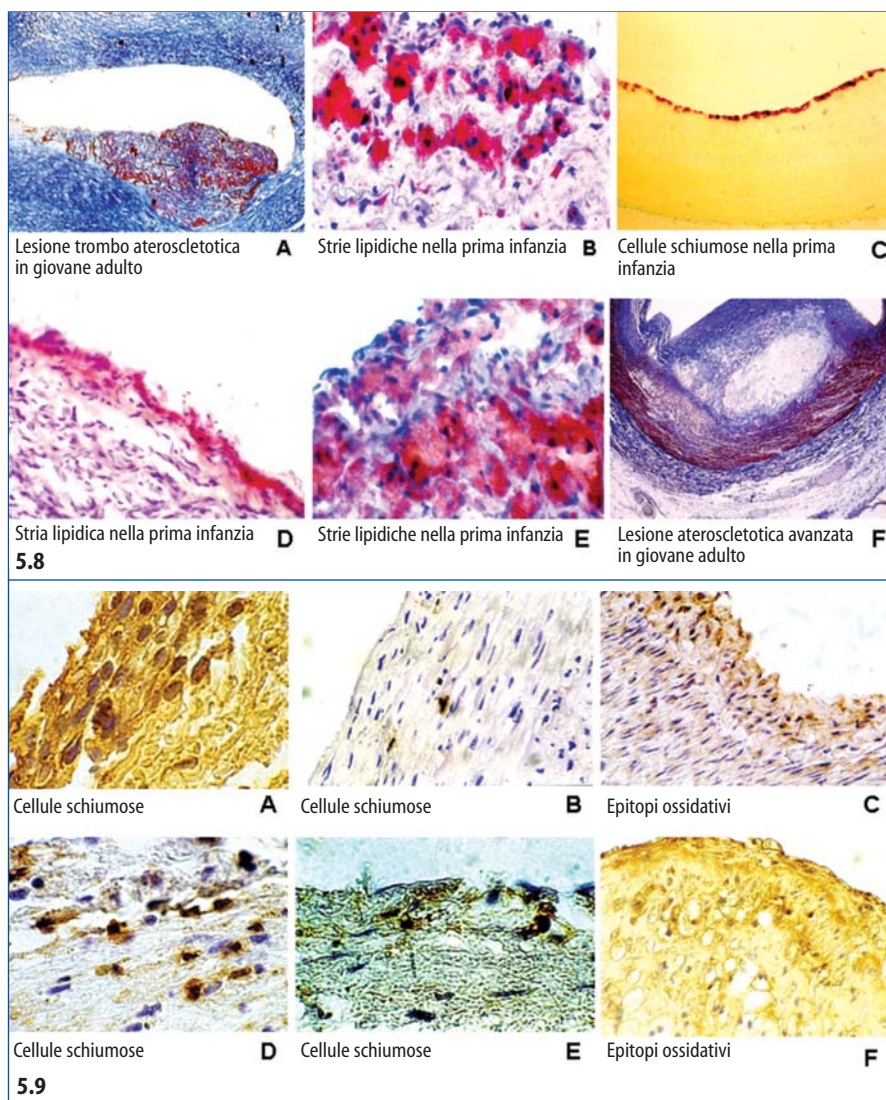 Lesione trombo ateroscletotica
in giovane adulto
A
Strie lipidiche nella prima infanzia
B
Cellule schiumose nella prima
infanzia
C
Stria lipidica nella prima infanzia
D
Strie lipidiche nella prima infanzia
E
Lesione ateroscletotica avanzata
in giovane adulto
F
5.8
Cellule schiumose
A
Cellule schiumose
B
Epitopi ossidativi
C
Cellule schiumose
D
Cellule schiumose
E
Epitopi ossidativi
F
5.9